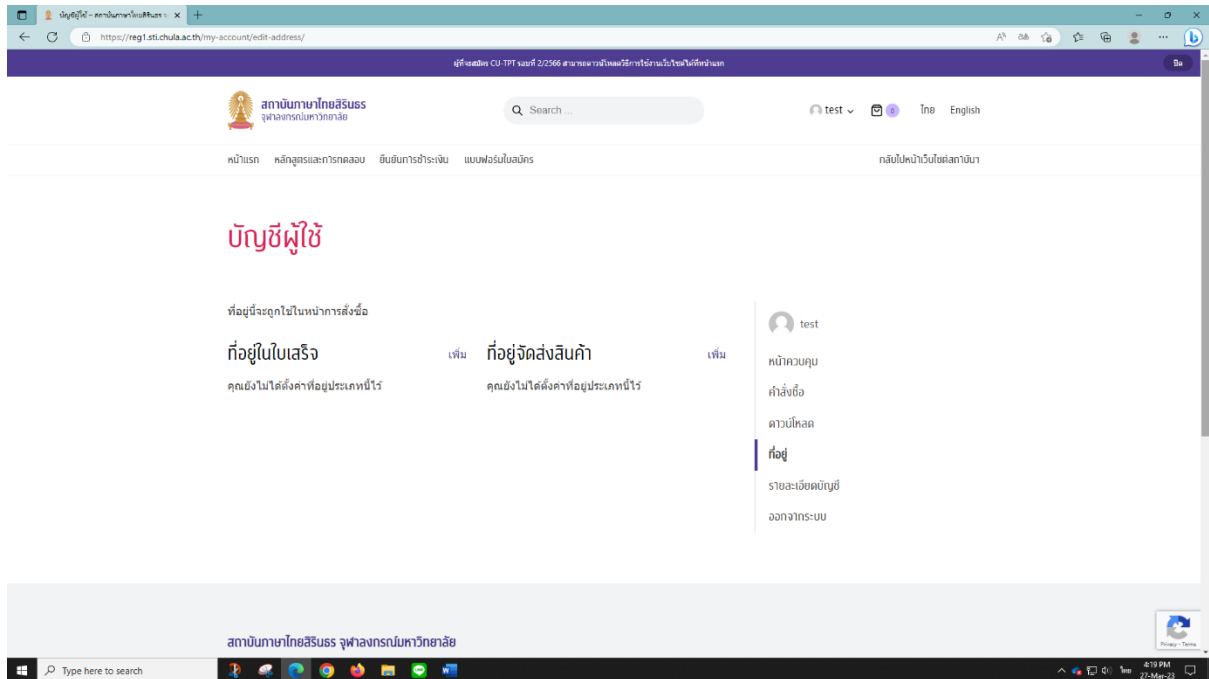 บัญชีผู้ใช้ – สถาบันภาษาไทยสิรินธร จ
https://reg1.sti.chula.ac.th/my-account/edit-address/
ผู้ที่จะสมัคร CU-TPT รอบที่ 2/2566 สามารถดาวน์โหลดวิธีการใช้งานเว็บไซต์ได้ที่หน้าแรก
ปิด
สถาบันภาษาไทยสิรินธร
จุฬาลงกรณ์มหาวิทยาลัย
Search ...
test
0
ไทย English
หน้าแรก หลักสูตรและการทดสอบ ยืนยันการชำระเงิน แบบฟอร์มใบสมัคร กลับไปหน้าเว็บไซต์สถาบันฯ
บัญชีผู้ใช้
ที่อยู่นี้จะถูกใช้ในหน้าการสั่งซื้อ
ที่อยู่ในใบเสร็จ เพิ่ม
คุณยังไม่ได้ตั้งค่าที่อยู่ประเภทนี้ไว้
ที่อยู่จัดส่งสินค้า เพิ่ม
คุณยังไม่ได้ตั้งค่าที่อยู่ประเภทนี้ไว้
test
หน้าควบคุม
คำสั่งซื้อ
ดาวน์โหลด
ที่อยู่
รายละเอียดบัญชี
ออกจากระบบ
สถาบันภาษาไทยสิรินธร จุฬาลงกรณ์มหาวิทยาลัย
Privacy - Terms
Type here to search
ไทย
4:19 PM
27-Mar-23